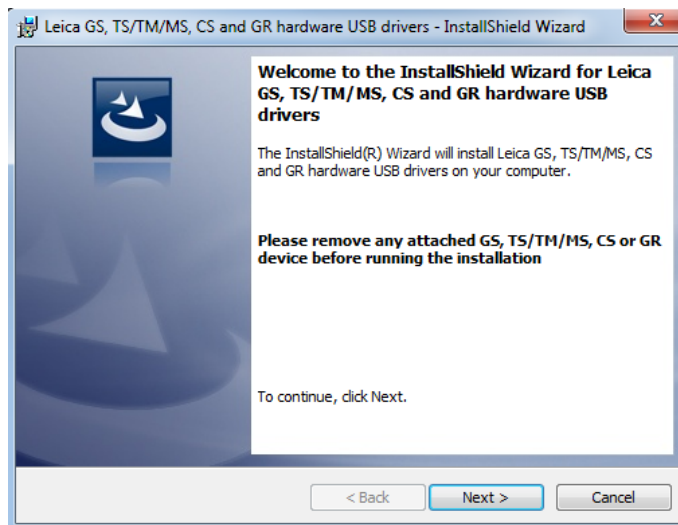 Leica GS, TS/TM/MS, CS and GR hardware USB drivers - InstallShield Wizard
Welcome to the InstallShield Wizard for Leica
GS, TS/TM/MS, CS and GR hardware USB
drivers
The InstallShield(R) Wizard will install Leica GS, TS/TM/MS, CS
and GR hardware USB drivers on your computer.
Please remove any attached GS, TS/TM/MS, CS or GR
device before running the installation
To continue, click Next.
< Back Next > Cancel